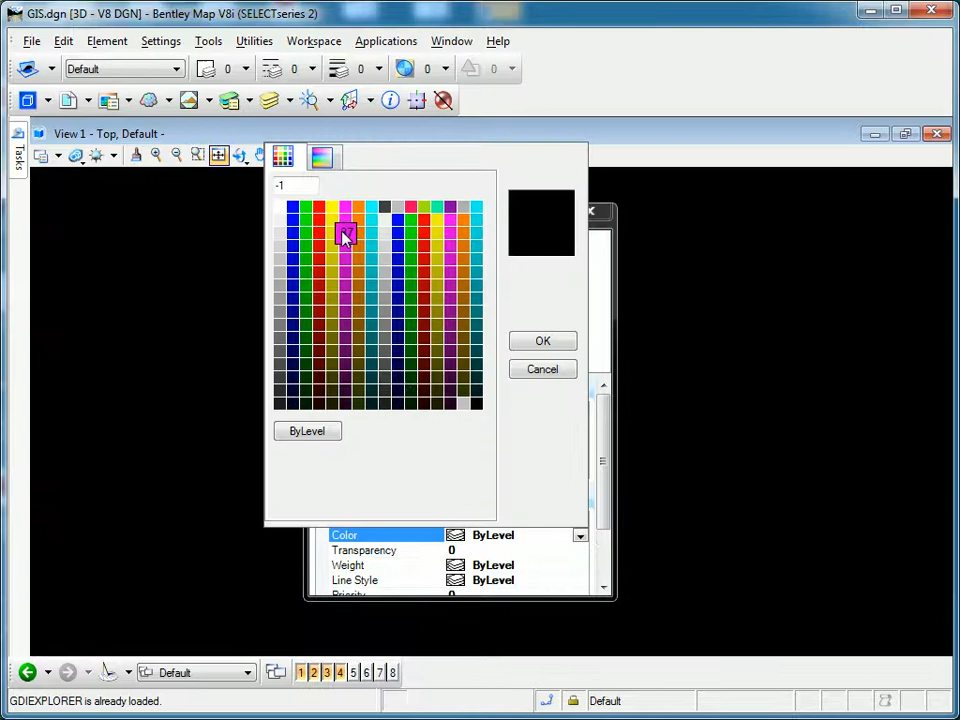 GIS.dgn [3D - V8 DGN] - Bentley Map V8i (SELECTseries 2)
File Edit Element Settings Tools Utilities Workspace Applications Window Help
Default 0 0 0 0 0
View 1 - Top, Default -
Tasks
-1
37
OK
Cancel
ByLevel
Color ByLevel
Transparency 0
Weight ByLevel
Line Style ByLevel
Priority 0
Default 1 2 3 4 5 6 7 8
GDIEXPLORER is already loaded. Default